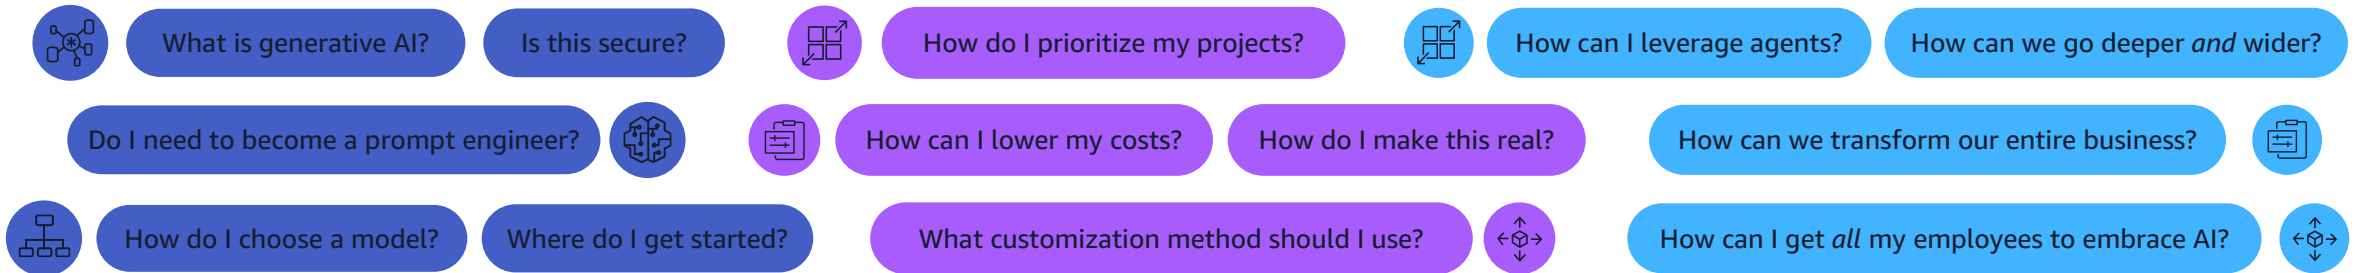 What is generative AI?
Is this secure?
How do I prioritize my projects?
How can I leverage agents?
How can we go deeper and wider?
Do I need to become a prompt engineer?
How can I lower my costs?
How do I make this real?
How can we transform our entire business?
How do I choose a model?
Where do I get started?
What customization method should I use?
How can I get all my employees to embrace AI?